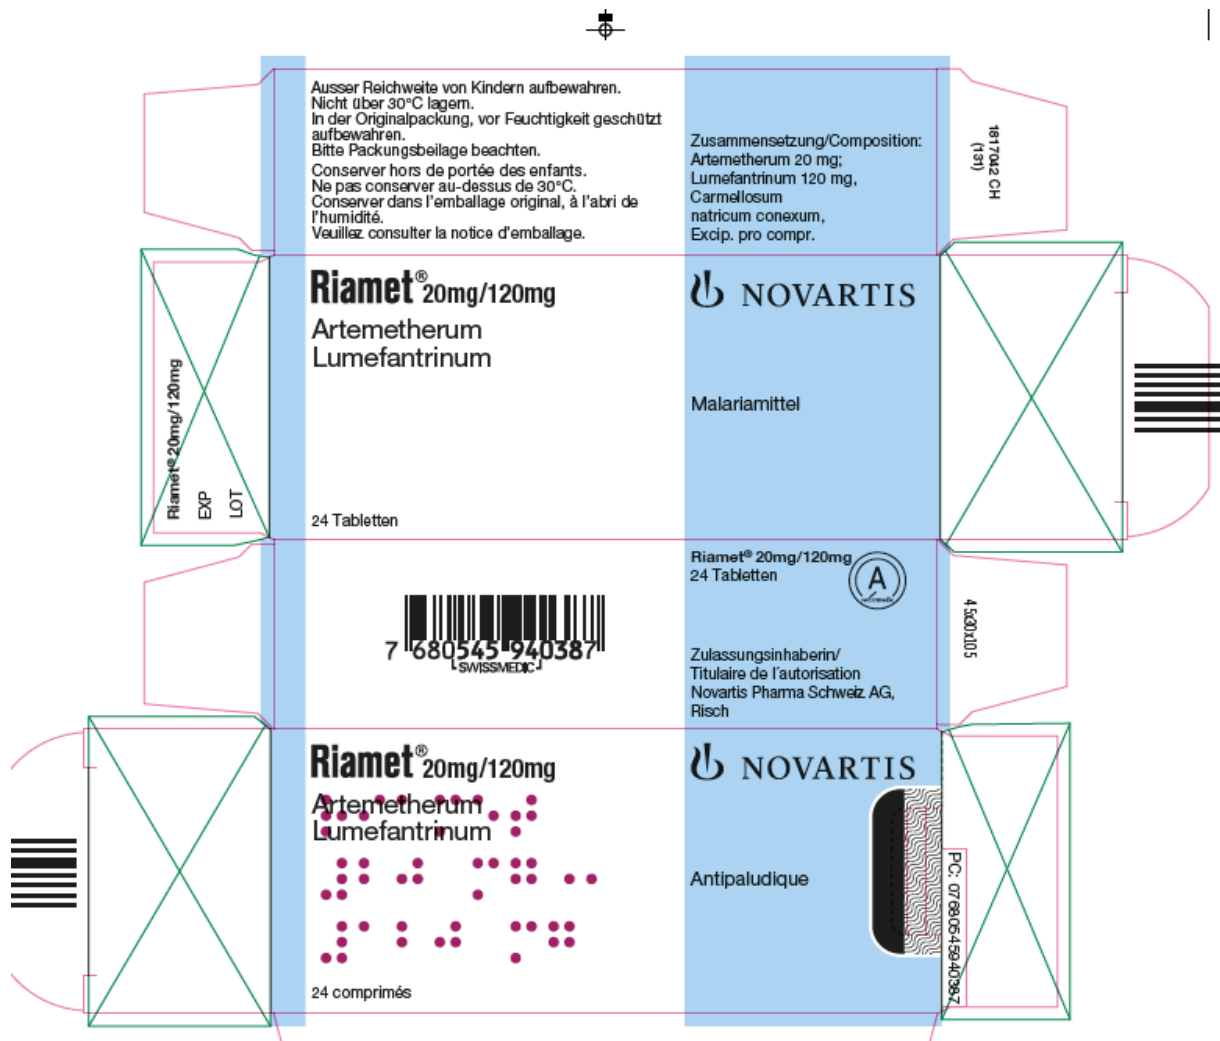 Ausser Reichweite von Kindern aufbewahren.
Nicht über 30°C lagern.
In der Originalpackung, vor Feuchtigkeit geschützt
aufbewahren.
Bitte Packungsbeilage beachten.
Conserver hors de portée des enfants.
Ne pas conserver au-dessus de 30°C.
Conserver dans l'emballage original, à l'abri de
l'humidité.
Veuillez consulter la notice d'emballage.
Zusammensetzung/Composition:
Artemetherum 20 mg;
Lumefantrinum 120 mg,
Carmellosum
natricum conexum,
Excip. pro compr.
1817042 CH
(131)
Riamet® 20mg/120mg
EXP
LOT
Riamet® 20mg/120mg
Artemetherum
Lumefantrinum
24 Tabletten
NOVARTIS
Malariamittel
7 680545 940387
SWISSMEDIC
Riamet® 20mg/120mg
24 Tabletten
A
Zulassungsinhaberin/
Titulaire de l´autorisation
Novartis Pharma Schweiz AG,
Risch
45x30x105
Riamet® 20mg/120mg
Artemetherum
Lumefantrinum
24 comprimés
NOVARTIS
Antipaludique
PC: 07680545940387